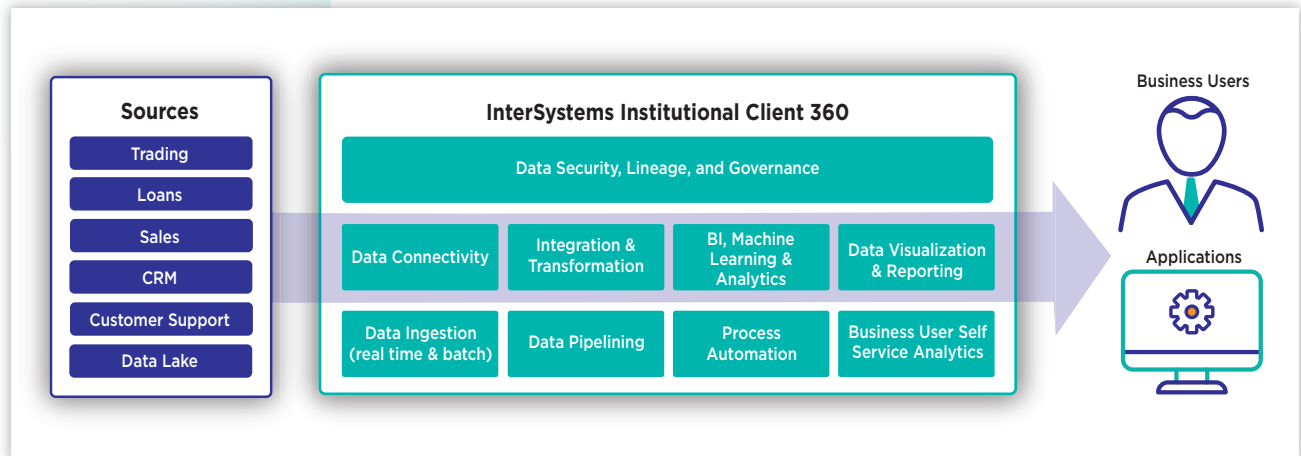 Sources
Trading
Loans
Sales
CRM
Customer Support
Data Lake
InterSystems Institutional Client 360
Data Security, Lineage, and Governance
Data Connectivity
Integration &
Transformation
BI, Machine
Learning &
Analytics
Data Visualization
& Reporting
Data Ingestion
(real time & batch)
Data Pipelining
Process
Automation
Business User Self
Service Analytics
Business Users
Applications